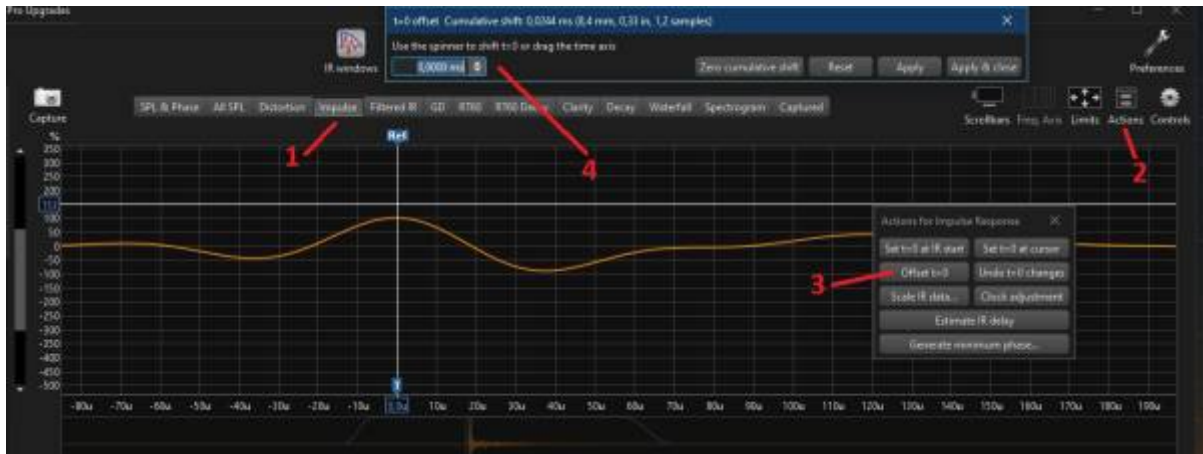 Pro Upgrades
t=0 offset Cumulative shift: 0,0244 ms (8,4 mm, 0,33 in, 1,2 samples)
Use the spinner to shift t=0 or drag the time axis
0,0000 ms
Zero cumulative shift Reset Apply Apply & close
IR windows
Preferences
Capture
SPL & Phase All SPL Distortion Impulse Filtered IR GD RT60 RT60 Decay Clarity Decay Waterfall Spectrogram Captured
Scrollbars Freq. Axis Limits Actions Controls
1
4
2
3
%
Ref
350
300
250
200
100
50
0
-50
-100
-150
-200
-250
-300
-350
-400
-450
-500
Actions for Impulse Response
Set t=0 at IR start Set t=0 at cursor
Offset t=0 Undo t=0 changes
Scale IR data... Clock adjustment
Estimate IR delay
Generate minimum phase...
-80u -70u -60u -50u -40u -30u -20u -10u 10u 20u 30u 40u 50u 60u 70u 80u 90u 100u 110u 120u 130u 140u 150u 160u 170u 180u 190u